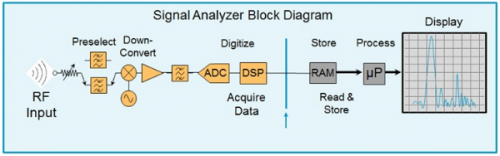 Signal Analyzer Block Diagram
Display
Preselect
Down-
Convert
Digitize
Store
Process
ADC
DSP
RAM
µP
RF
Input
Acquire
Data
Read &
Store